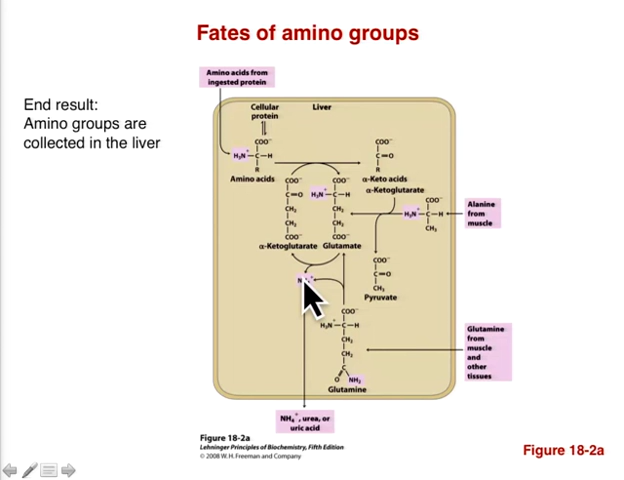 Fates of amino groups
End result:
Amino groups are
collected in the liver
Amino acids from
ingested protein
Cellular
protein
Liver
COO⁻
H₃N⁺—C—H
R
Amino acids
COO⁻
C=O
R
α-Keto acids
COO⁻
C=O
CH₂
CH₂
COO⁻
α-Ketoglutarate
COO⁻
H₃N⁺—C—H
CH₂
CH₂
COO⁻
Glutamate
α-Ketoglutarate
COO⁻
H₃N⁺—C—H
CH₃
Alanine
from
muscle
COO⁻
C=O
CH₃
Pyruvate
COO⁻
H₃N⁺—C—H
CH₂
CH₂
C
O
NH₂
Glutamine
Glutamine
from
muscle
and
other
tissues
NH₄⁺, urea, or
uric acid
Figure 18-2a
Lehninger Principles of Biochemistry, Fifth Edition
© 2008 W. H. Freeman and Company
Figure 18-2a